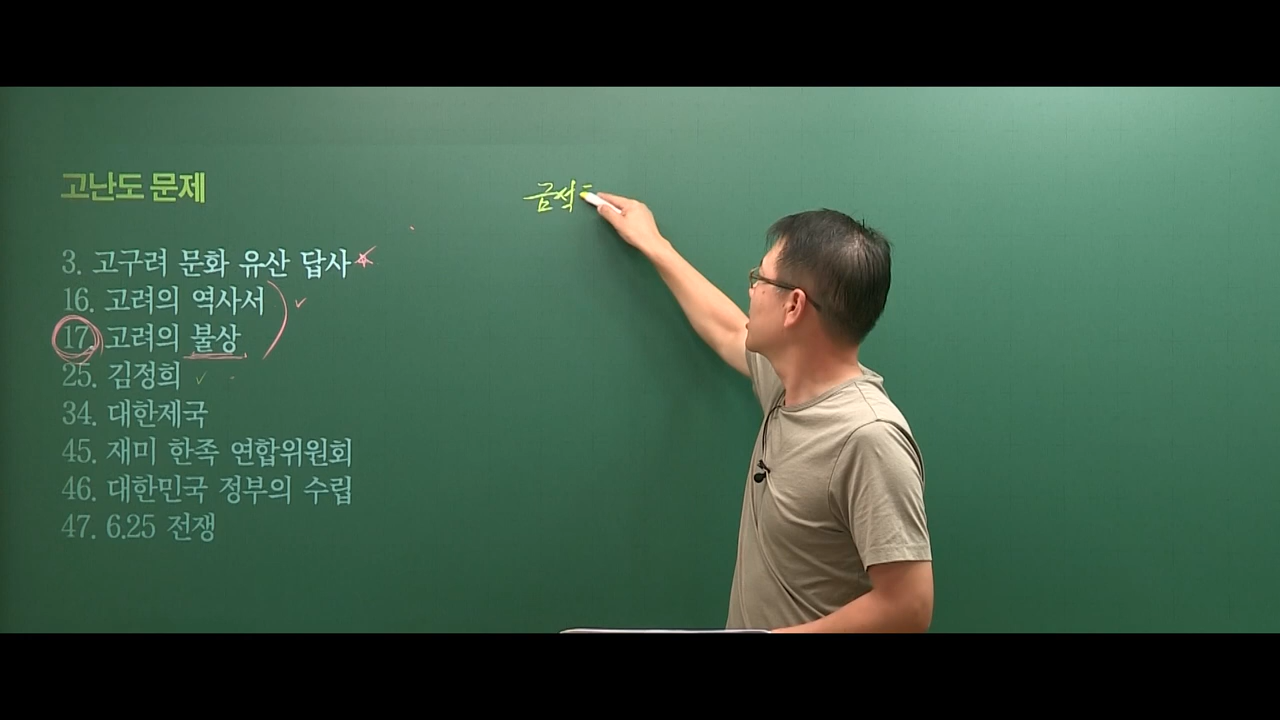 고난도 문제
3. 고구려 문화 유산 답사
16. 고려의 역사서
17. 고려의 불상
25. 김정희
34. 대한제국
45. 재미 한족 연합위원회
46. 대한민국 정부의 수립
47. 6.25 전쟁
금석